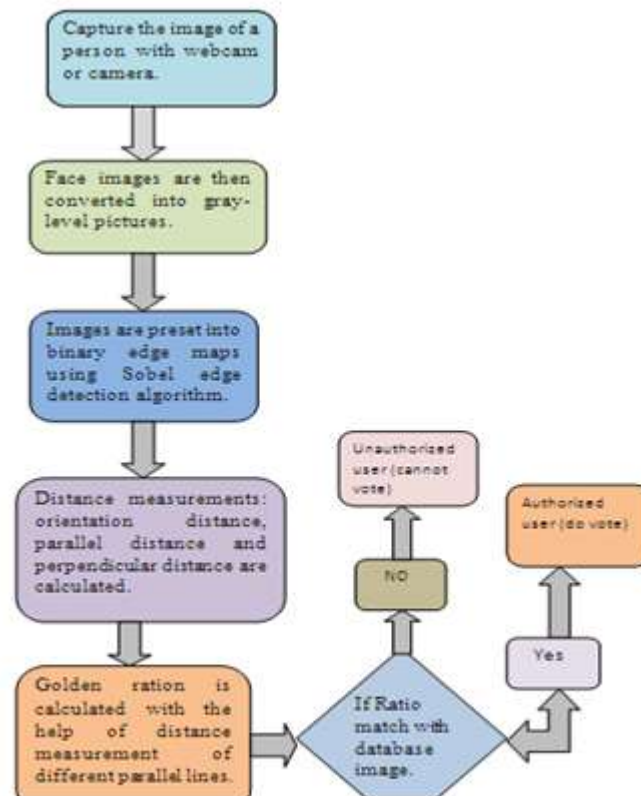 Capture the image of a
person with webcam
or camera.
Face images are then
converted into gray-
level pictures.
Images are preset into
binary edge maps
using Sobel edge
detection algorithm.
Distance measurements:
orientation distance,
parallel distance and
perpendicular distance are
calculated.
Golden ration is
calculated with the
help of distance
measurement of
different parallel lines.
If Ratio
match with
database
image.
NO
Unauthorized
user (cannot
vote)
Yes
Authorized
user (do vote)